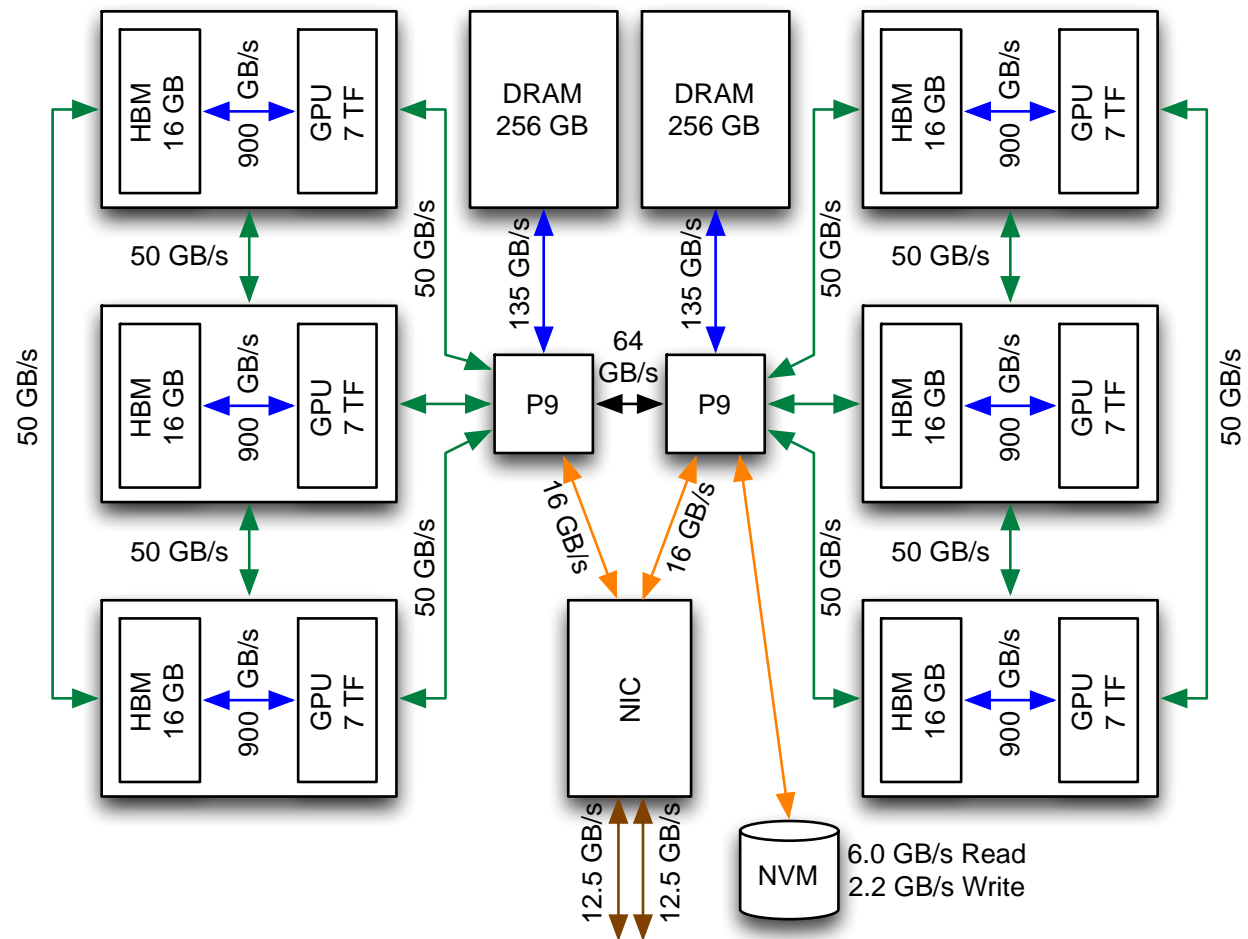 HBM
16 GB
900
GB/s
GPU
7 TF
DRAM
256 GB
DRAM
256 GB
HBM
16 GB
900
GB/s
GPU
7 TF
50 GB/s
50 GB/s
135 GB/s
135 GB/s
50 GB/s
50 GB/s
50 GB/s
HBM
16 GB
900
GB/s
GPU
7 TF
P9
64
GB/s
P9
HBM
16 GB
900
GB/s
GPU
7 TF
50 GB/s
50 GB/s
50 GB/s
16 GB/s
16 GB/s
50 GB/s
50 GB/s
HBM
16 GB
900
GB/s
GPU
7 TF
NIC
HBM
16 GB
900
GB/s
GPU
7 TF
12.5 GB/s
12.5 GB/s
NVM
6.0 GB/s Read
2.2 GB/s Write